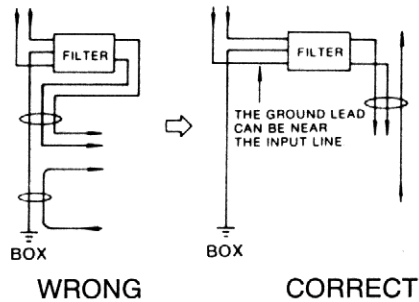 FILTER
FILTER
THE GROUND LEAD
CAN BE NEAR
THE INPUT LINE
BOX
BOX
WRONG
CORRECT